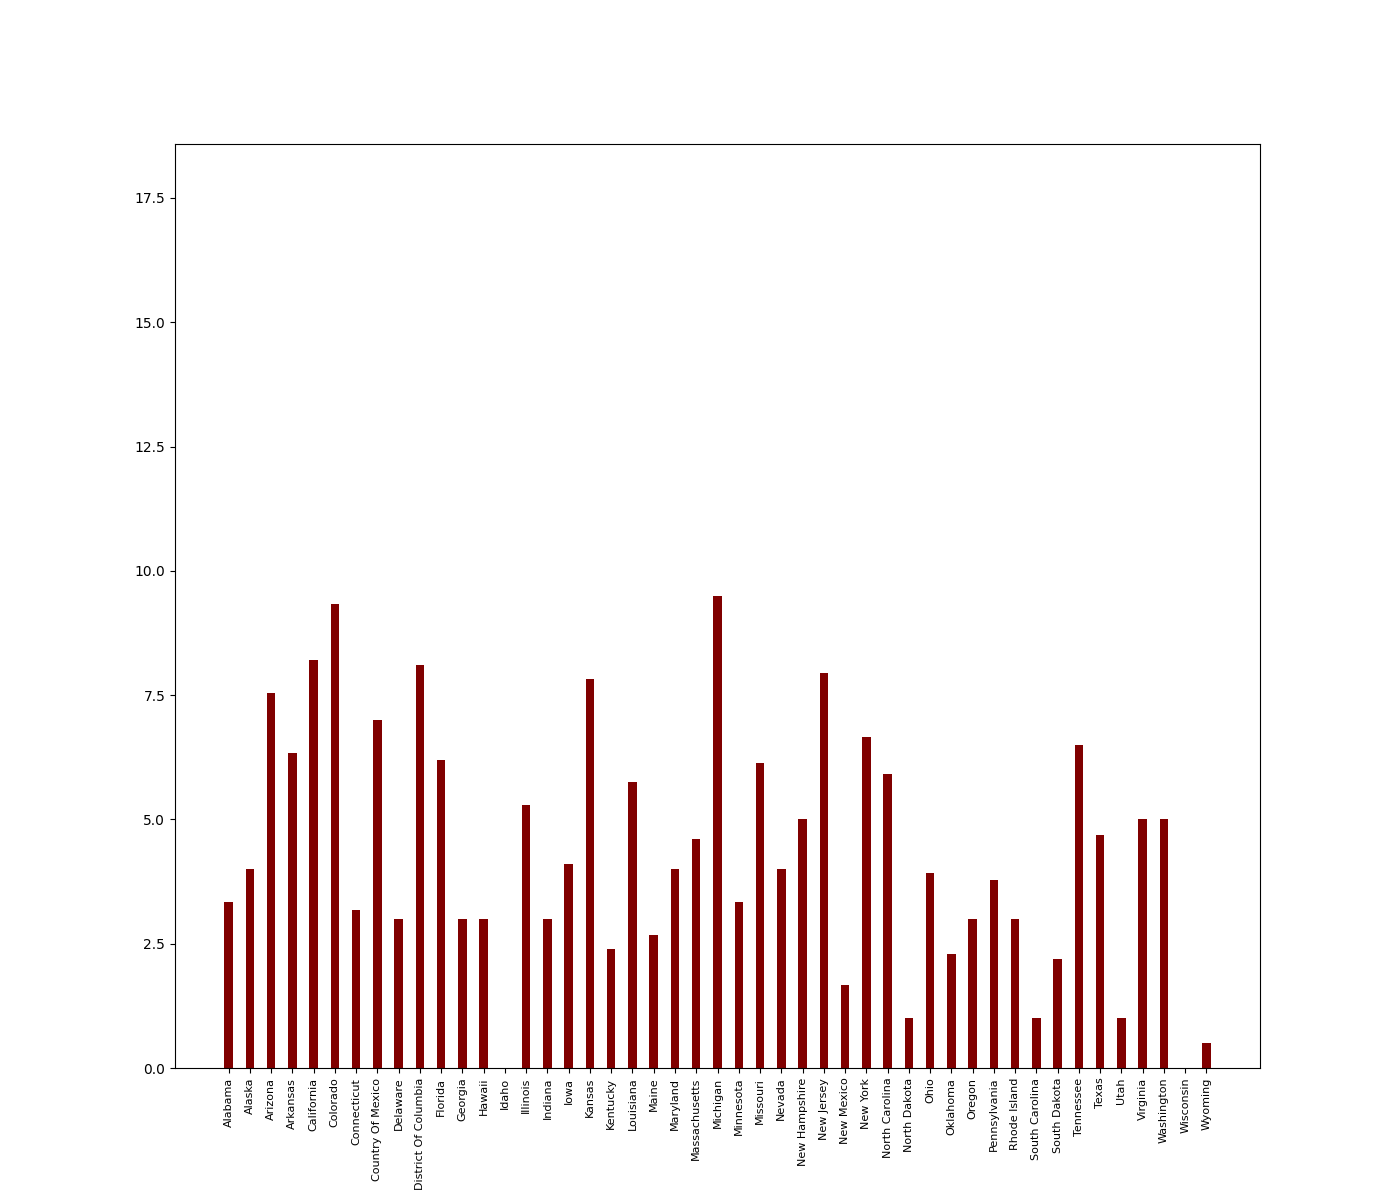 17.5
15.0
12.5
10.0
7.5
5.0
2.5
0.0
Alabama
Alaska
Arizona
Arkansas
California
Colorado
Connecticut
Country Of Mexico
Delaware
District Of Columbia
Florida
Georgia
Hawaii
Idaho
Illinois
Indiana
Iowa
Kansas
Kentucky
Louisiana
Maine
Maryland
Massachusetts
Michigan
Minnesota
Missouri
Nevada
New Hampshire
New Jersey
New Mexico
New York
North Carolina
North Dakota
Ohio
Oklahoma
Oregon
Pennsylvania
Rhode Island
South Carolina
South Dakota
Tennessee
Texas
Utah
Virginia
Washington
Wisconsin
Wyoming